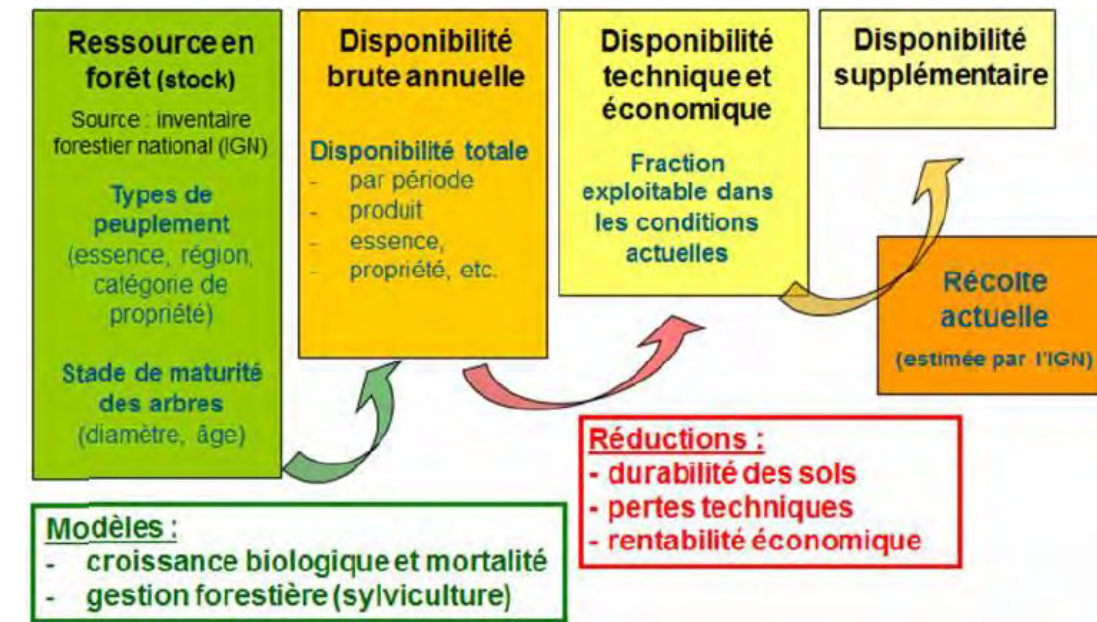 Ressource en
forêt (stock)
Source : inventaire
forestier national (IGN)
Types de
peuplement
(essence, région,
catégorie de
propriété)
Stade de maturité
des arbres
(diamètre, âge)
Disponibilité
brute annuelle
Disponibilité totale
- par période
- produit
- essence,
- propriété, etc.
Disponibilité
technique et
économique
Fraction
exploitable dans
les conditions
actuelles
Disponibilité
supplémentaire
Récolte
actuelle
(estimée par l'IGN)
Modèles :
- croissance biologique et mortalité
- gestion forestière (sylviculture)
Réductions :
- durabilité des sols
- pertes techniques
- rentabilité économique